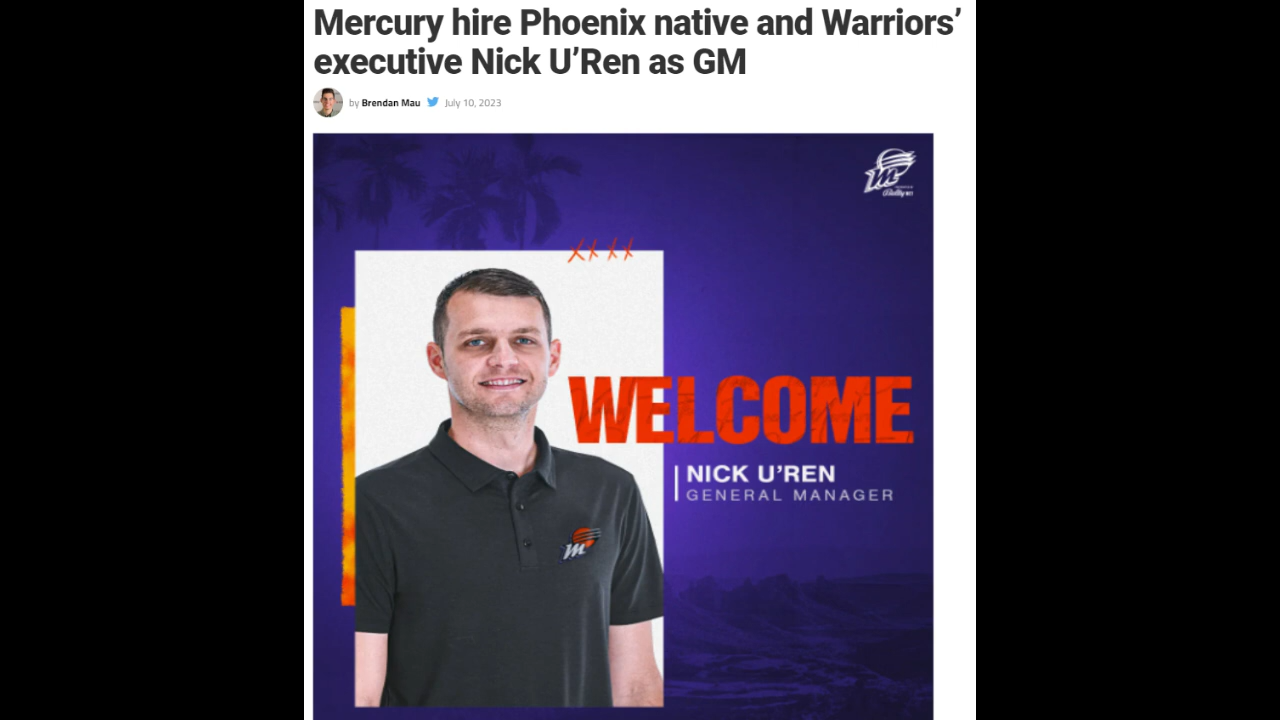 Mercury hire Phoenix native and Warriors’
executive Nick U’Ren as GM
by Brendan Mau July 10, 2023
XXXX
WELCOME
NICK U’REN
GENERAL MANAGER